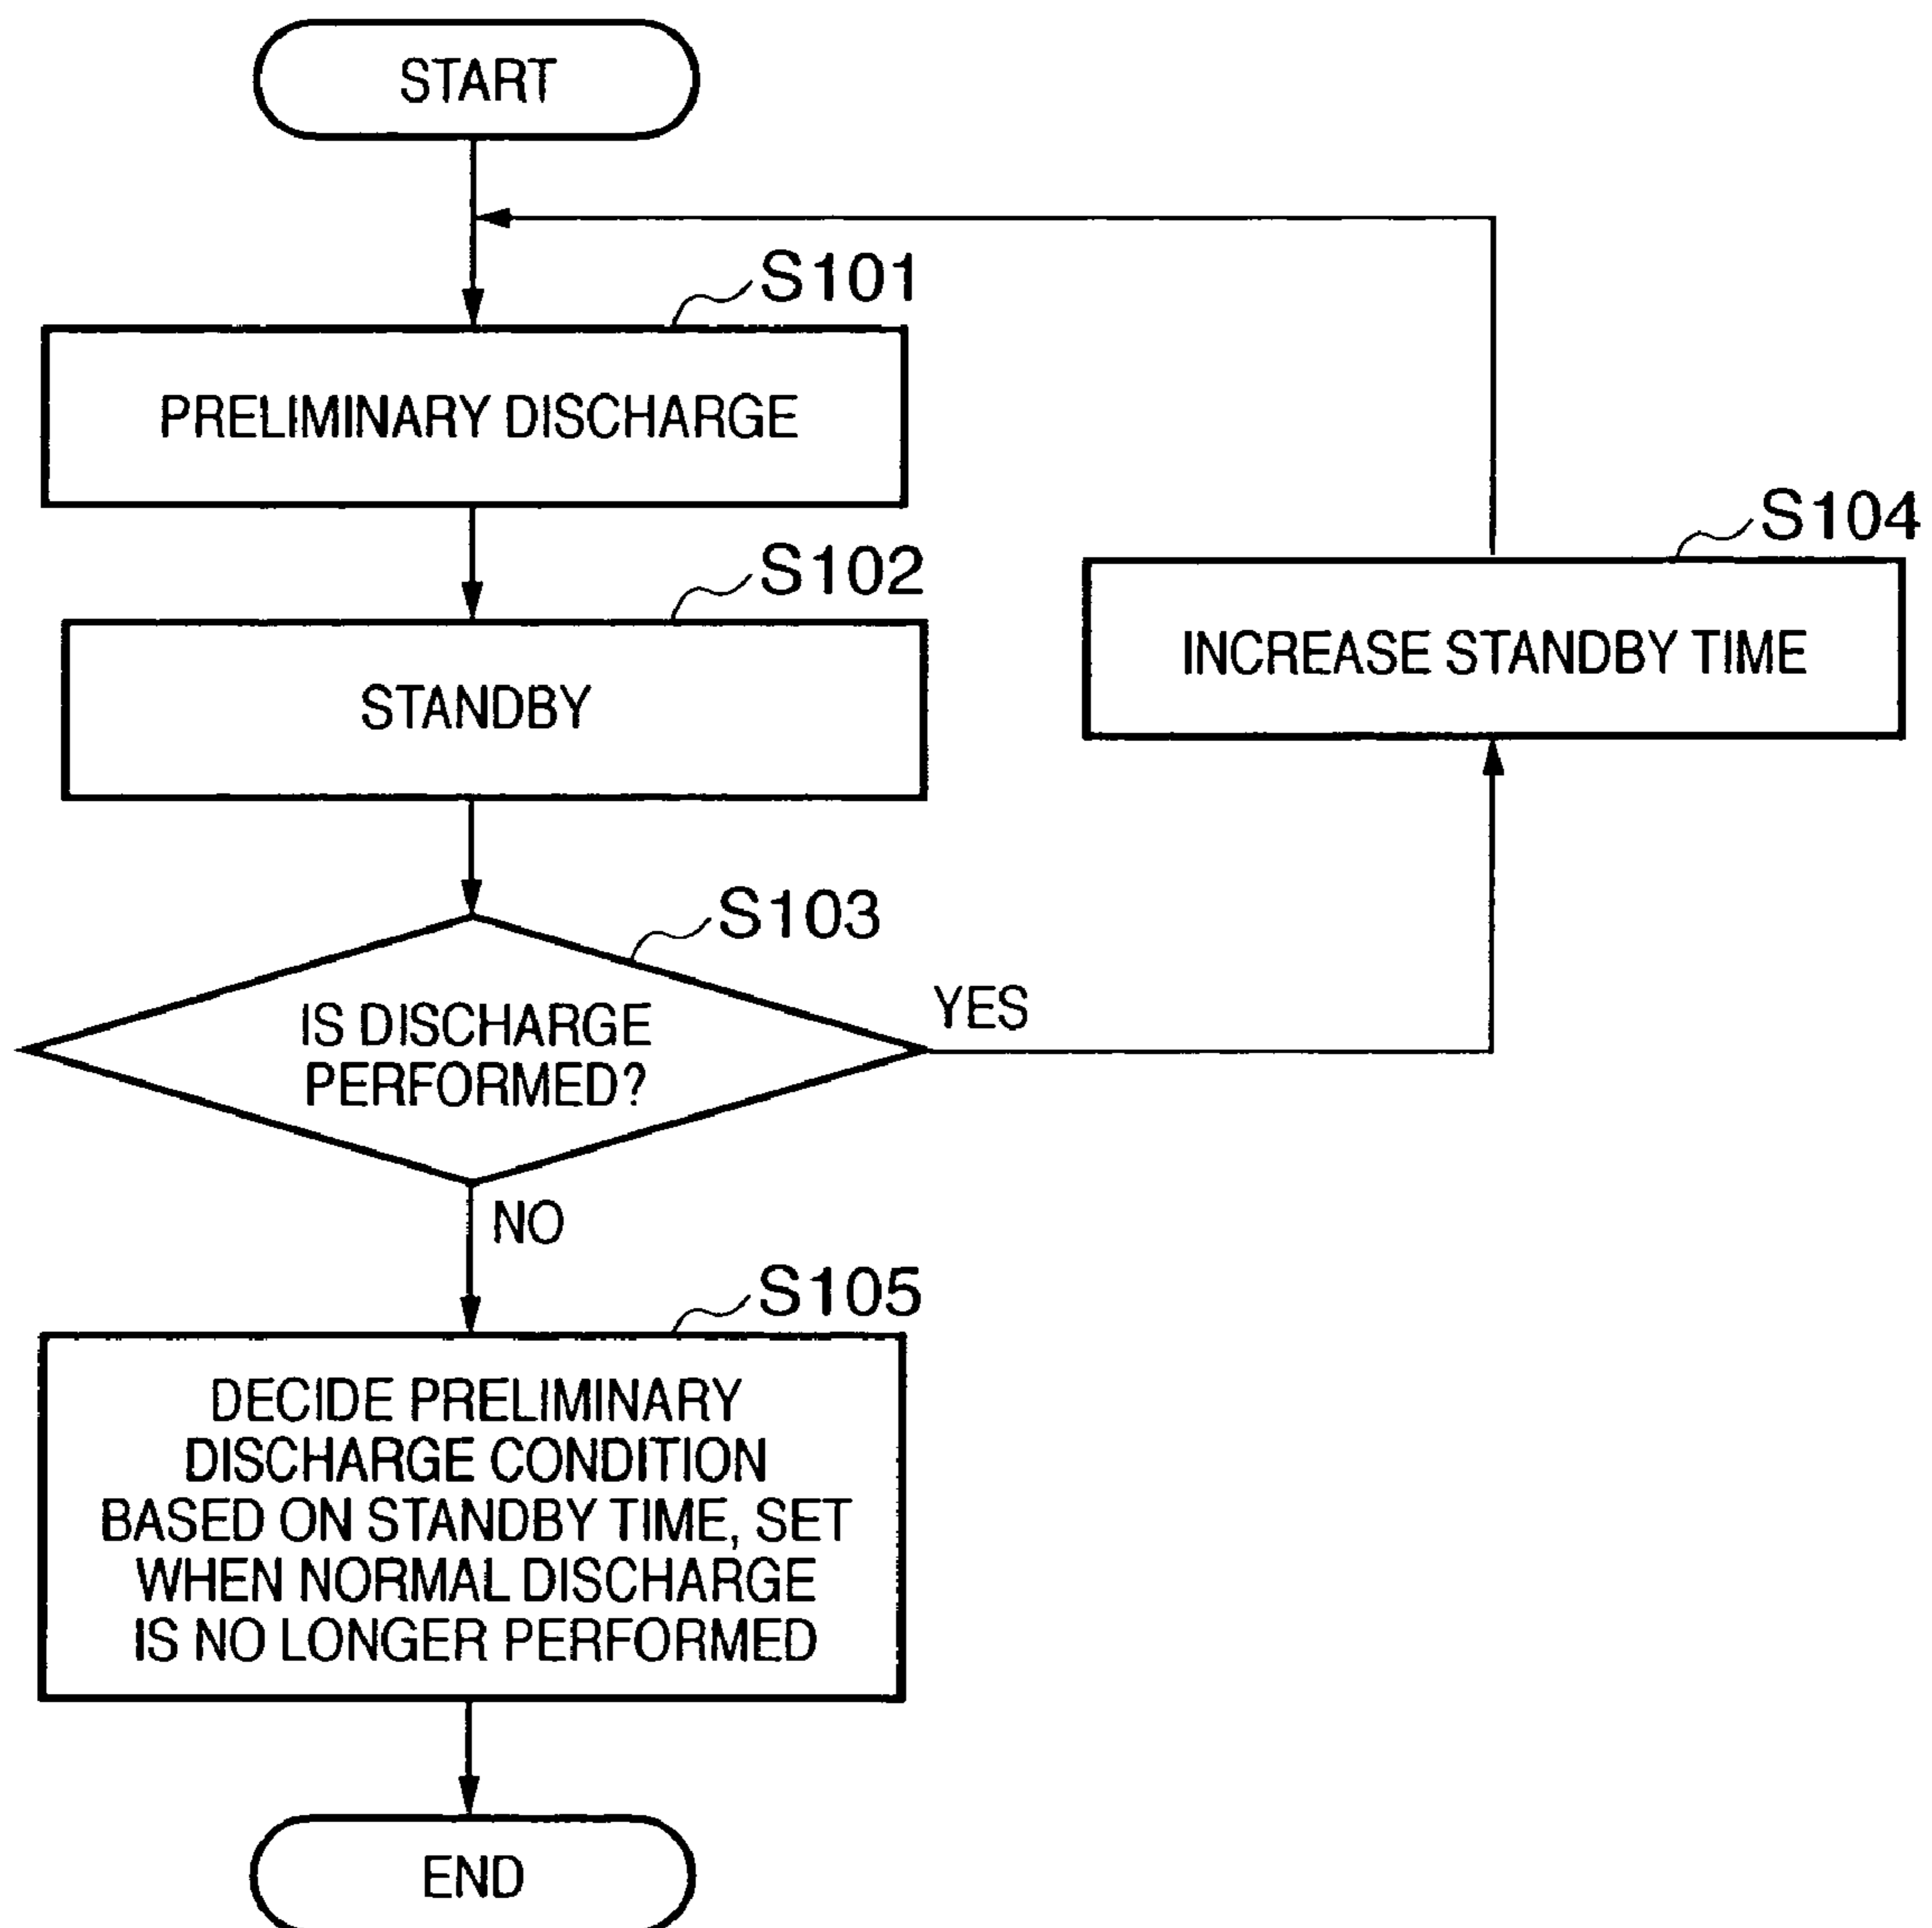 START
S101
PRELIMINARY DISCHARGE
S102
STANDBY
S104
INCREASE STANDBY TIME
S103
IS DISCHARGE
PERFORMED?
YES
NO
S105
DECIDE PRELIMINARY
DISCHARGE CONDITION
BASED ON STANDBY TIME, SET
WHEN NORMAL DISCHARGE
IS NO LONGER PERFORMED
END